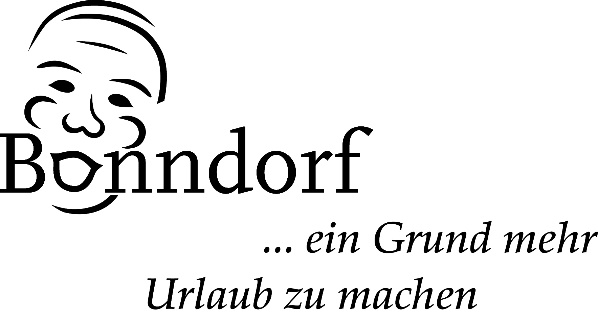 Bonndorf
... ein Grund mehr
Urlaub zu machen